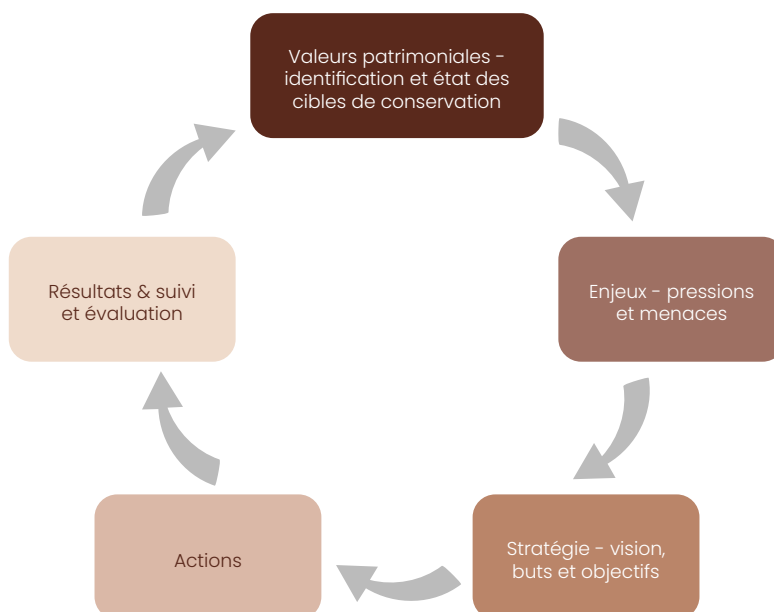 Valeurs patrimoniales -
identification et état des
cibles de conservation
Enjeux - pressions
et menaces
Stratégie - vision,
buts et objectifs
Actions
Résultats & suivi
et évaluation